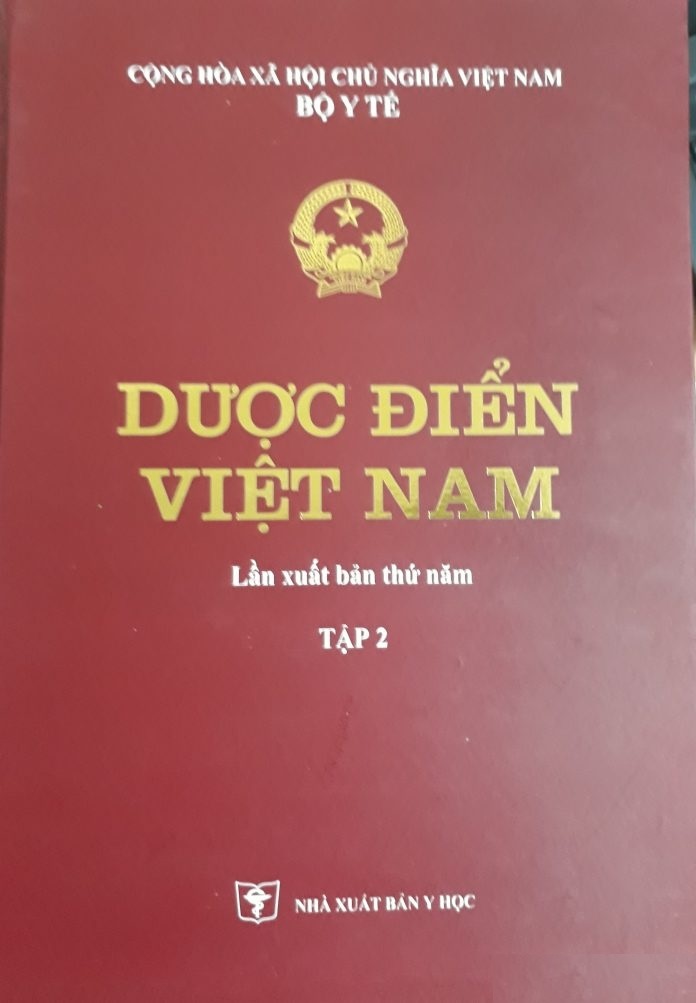 CỘNG HÒA XÃ HỘI CHỦ NGHĨA VIỆT NAM
BỘ Y TẾ
DƯỢC ĐIỂN
VIỆT NAM
Lần xuất bản thứ năm
TẬP 2
NHÀ XUẤT BẢN Y HỌC